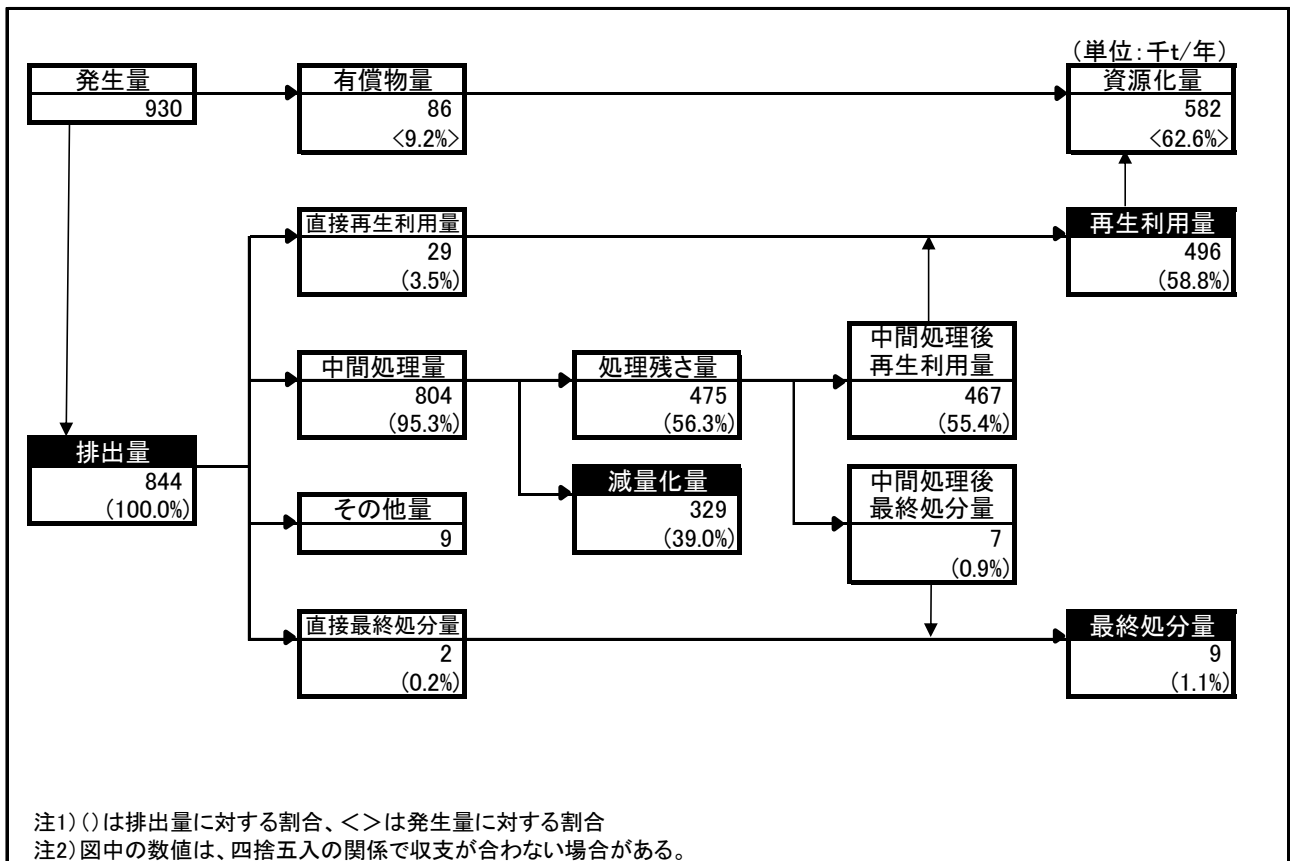 （単位：千t/年）
発生量
930
有償物量
86
<9.2%>
資源化量
582
<62.6%>
直接再生利用量
29
(3.5%)
再生利用量
496
(58.8%)
中間処理量
804
(95.3%)
処理残さ量
475
(56.3%)
中間処理後
再生利用量
467
(55.4%)
排出量
844
(100.0%)
その他量
9
減量化量
329
(39.0%)
中間処理後
最終処分量
7
(0.9%)
直接最終処分量
2
(0.2%)
最終処分量
9
(1.1%)
注1)()は排出量に対する割合、<>は発生量に対する割合
注2)図中の数値は、四捨五入の関係で収支が合わない場合がある。